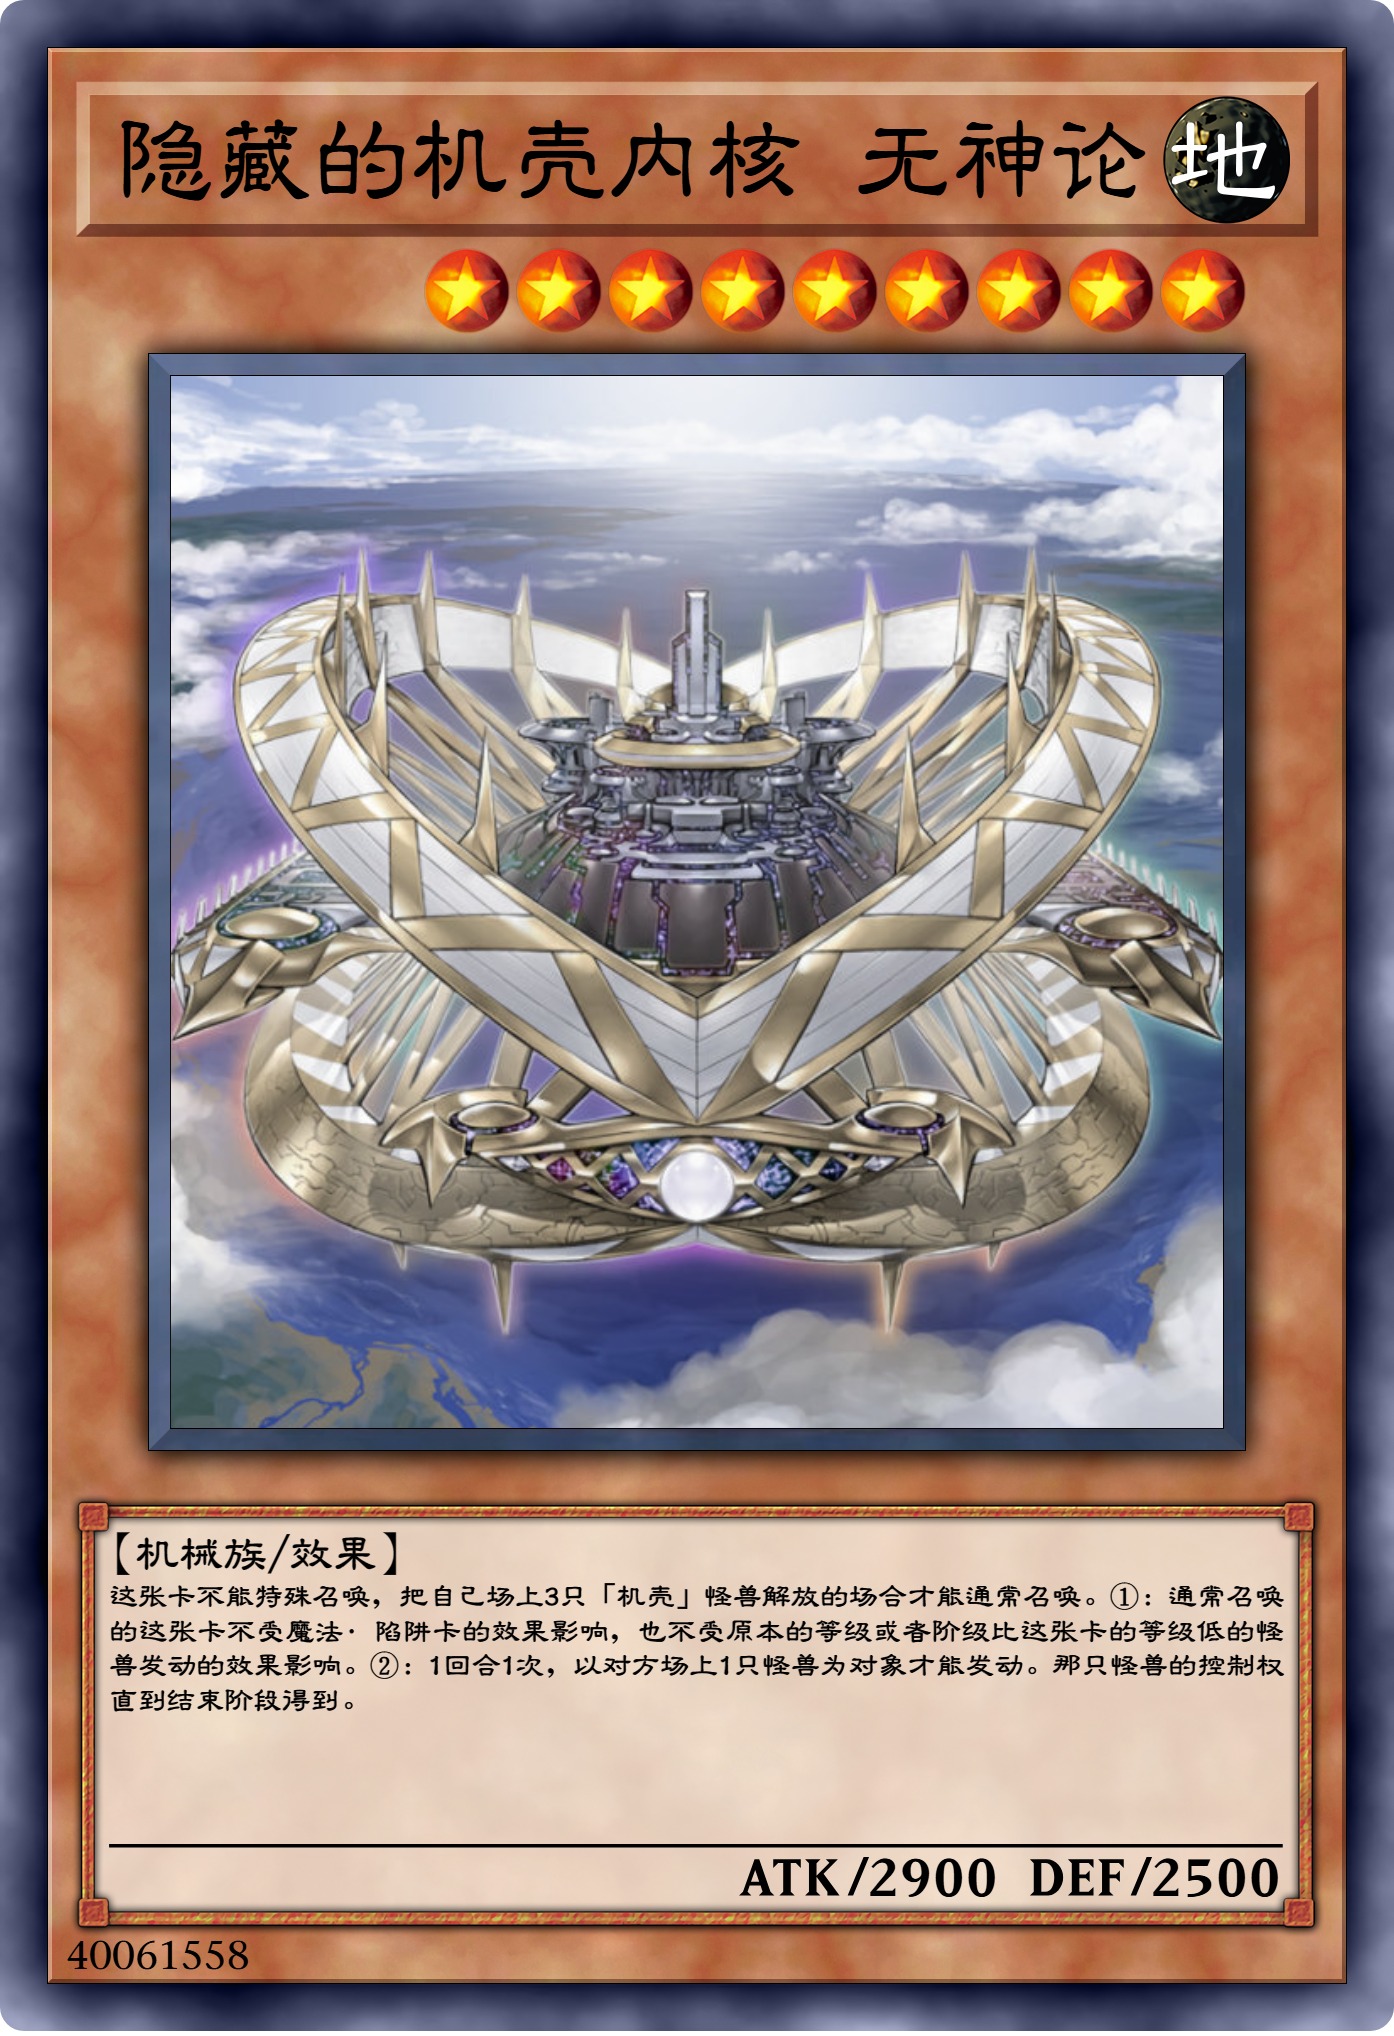 隐藏的机壳内核 无神论 地
【机械族/效果】
这张卡不能特殊召唤，把自己场上3只「机壳」怪兽解放的场合才能通常召唤。①：通常召唤
的这张卡不受魔法·陷阱卡的效果影响，也不受原本的等级或者阶级比这张卡的等级低的怪
兽发动的效果影响。②：1回合1次，以对方场上1只怪兽为对象才能发动。那只怪兽的控制权
直到结束阶段得到。
ATK/2900 DEF/2500
40061558